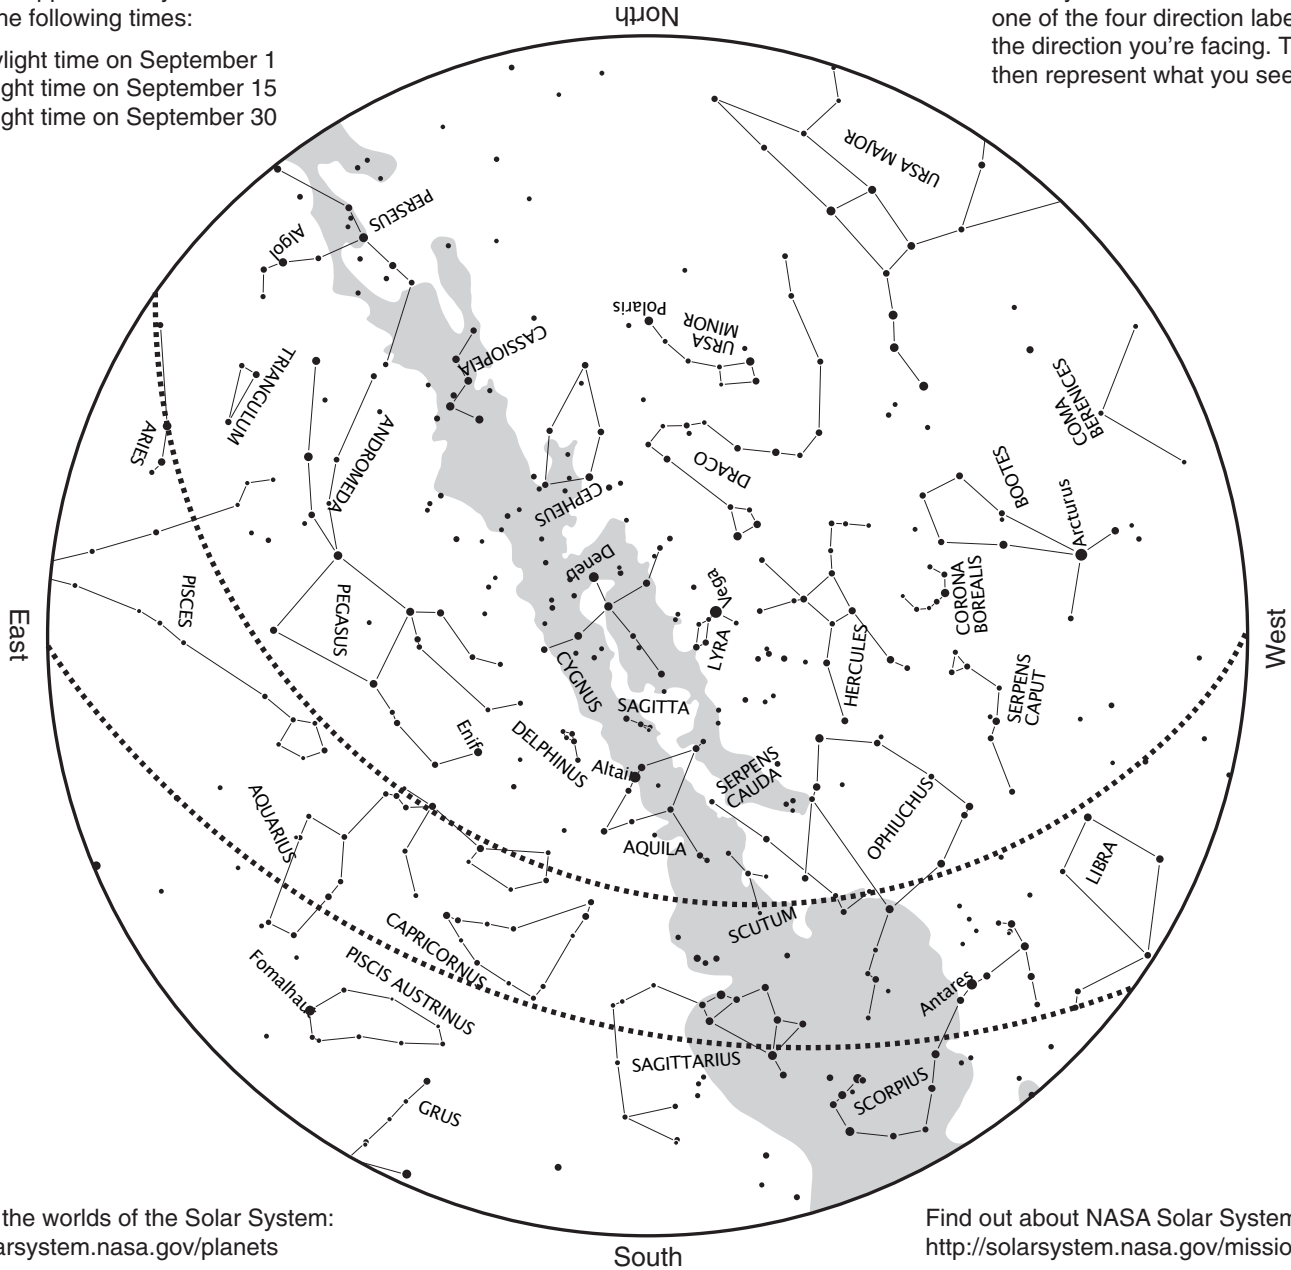 he following times:
ylight time on September 1
ght time on September 15
ght time on September 30
North
one of the four direction labe
the direction you're facing. T
then represent what you see
URSA MAJOR
PERSEUS
Algol
Polaris
URSA
MINOR
CASSIOPEIA
TRIANGULUM
ARIES
ANDROMEDA
COMA
BERENICES
DRACO
CEPHEUS
BOOTES
Arcturus
Deneb
Vega
LYRA
CORONA
BOREALIS
PISCES
PEGASUS
East
West
CYGNUS
HERCULES
SERPENS
CAPUT
SAGITTA
Enif
DELPHINUS
Altair
SERPENS
CAUDA
AQUARIUS
AQUILA
OPHIUCHUS
LIBRA
CAPRICORNUS
SCUTUM
Fomalhaut
PISCIS AUSTRINUS
Antares
SAGITTARIUS
SCORPIUS
GRUS
the worlds of the Solar System:
arsystem.nasa.gov/planets
South
Find out about NASA Solar System
http://solarsystem.nasa.gov/missio